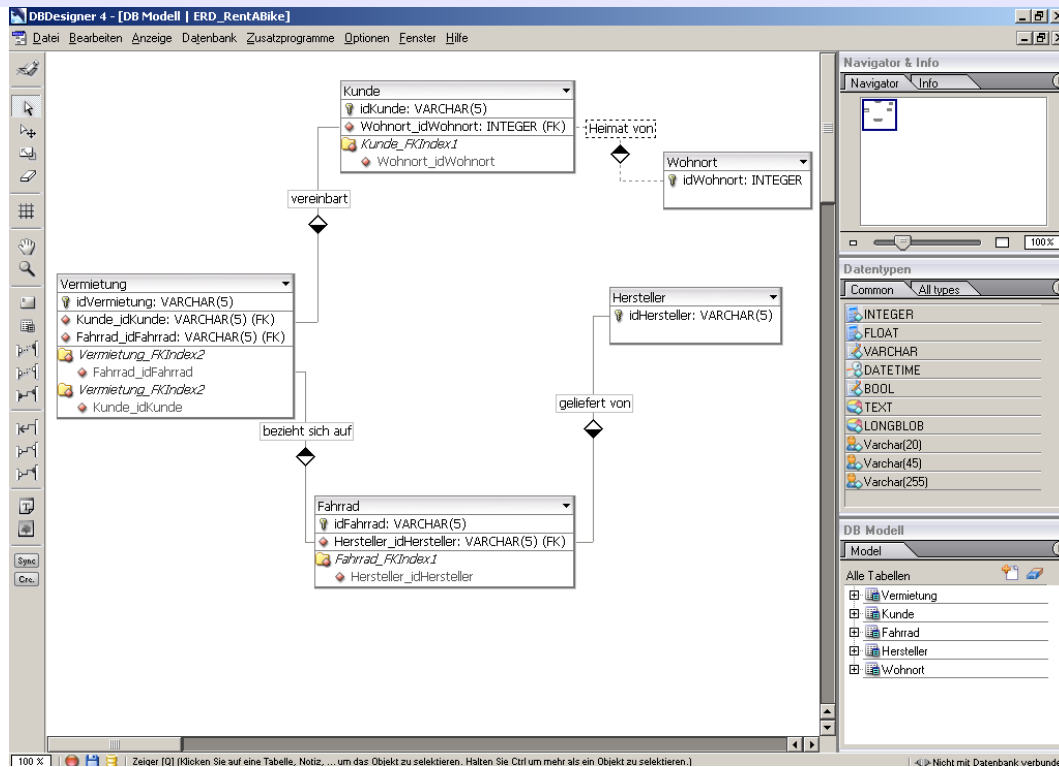 DBDesigner 4 - [DB Modell | ERD_RentABike]
Datei Bearbeiten Anzeige Datenbank Zusatzprogramme Optionen Fenster Hilfe
Kunde
idKunde: VARCHAR(5)
Wohnort_idWohnort: INTEGER (FK)
Kunde_FKIndex1
Wohnort_idWohnort
Heimat von
Wohnort
idWohnort: INTEGER
vereinbart
Vermietung
idVermietung: VARCHAR(5)
Kunde_idKunde: VARCHAR(5) (FK)
Fahrrad_idFahrrad: VARCHAR(5) (FK)
Vermietung_FKIndex2
Fahrrad_idFahrrad
Vermietung_FKIndex2
Kunde_idKunde
Hersteller
idHersteller: VARCHAR(5)
geliefert von
bezieht sich auf
Fahrrad
idFahrrad: VARCHAR(5)
Hersteller_idHersteller: VARCHAR(5) (FK)
Fahrrad_FKIndex1
Hersteller_idHersteller
Sync
Cre.
Navigator & Info
Navigator Info
100%
Datentypen
Common All types
INTEGER
FLOAT
VARCHAR
DATETIME
BOOL
TEXT
LONGBLOB
Varchar(20)
Varchar(45)
Varchar(255)
DB Modell
Model
Alle Tabellen
Vermietung
Kunde
Fahrrad
Hersteller
Wohnort
100 % Zeiger [Q] (Klicken Sie auf eine Tabelle, Notiz, ... um das Objekt zu selektieren. Halten Sie Ctrl um mehr als ein Objekt zu selektieren.) Nicht mit Datenbank verbunde